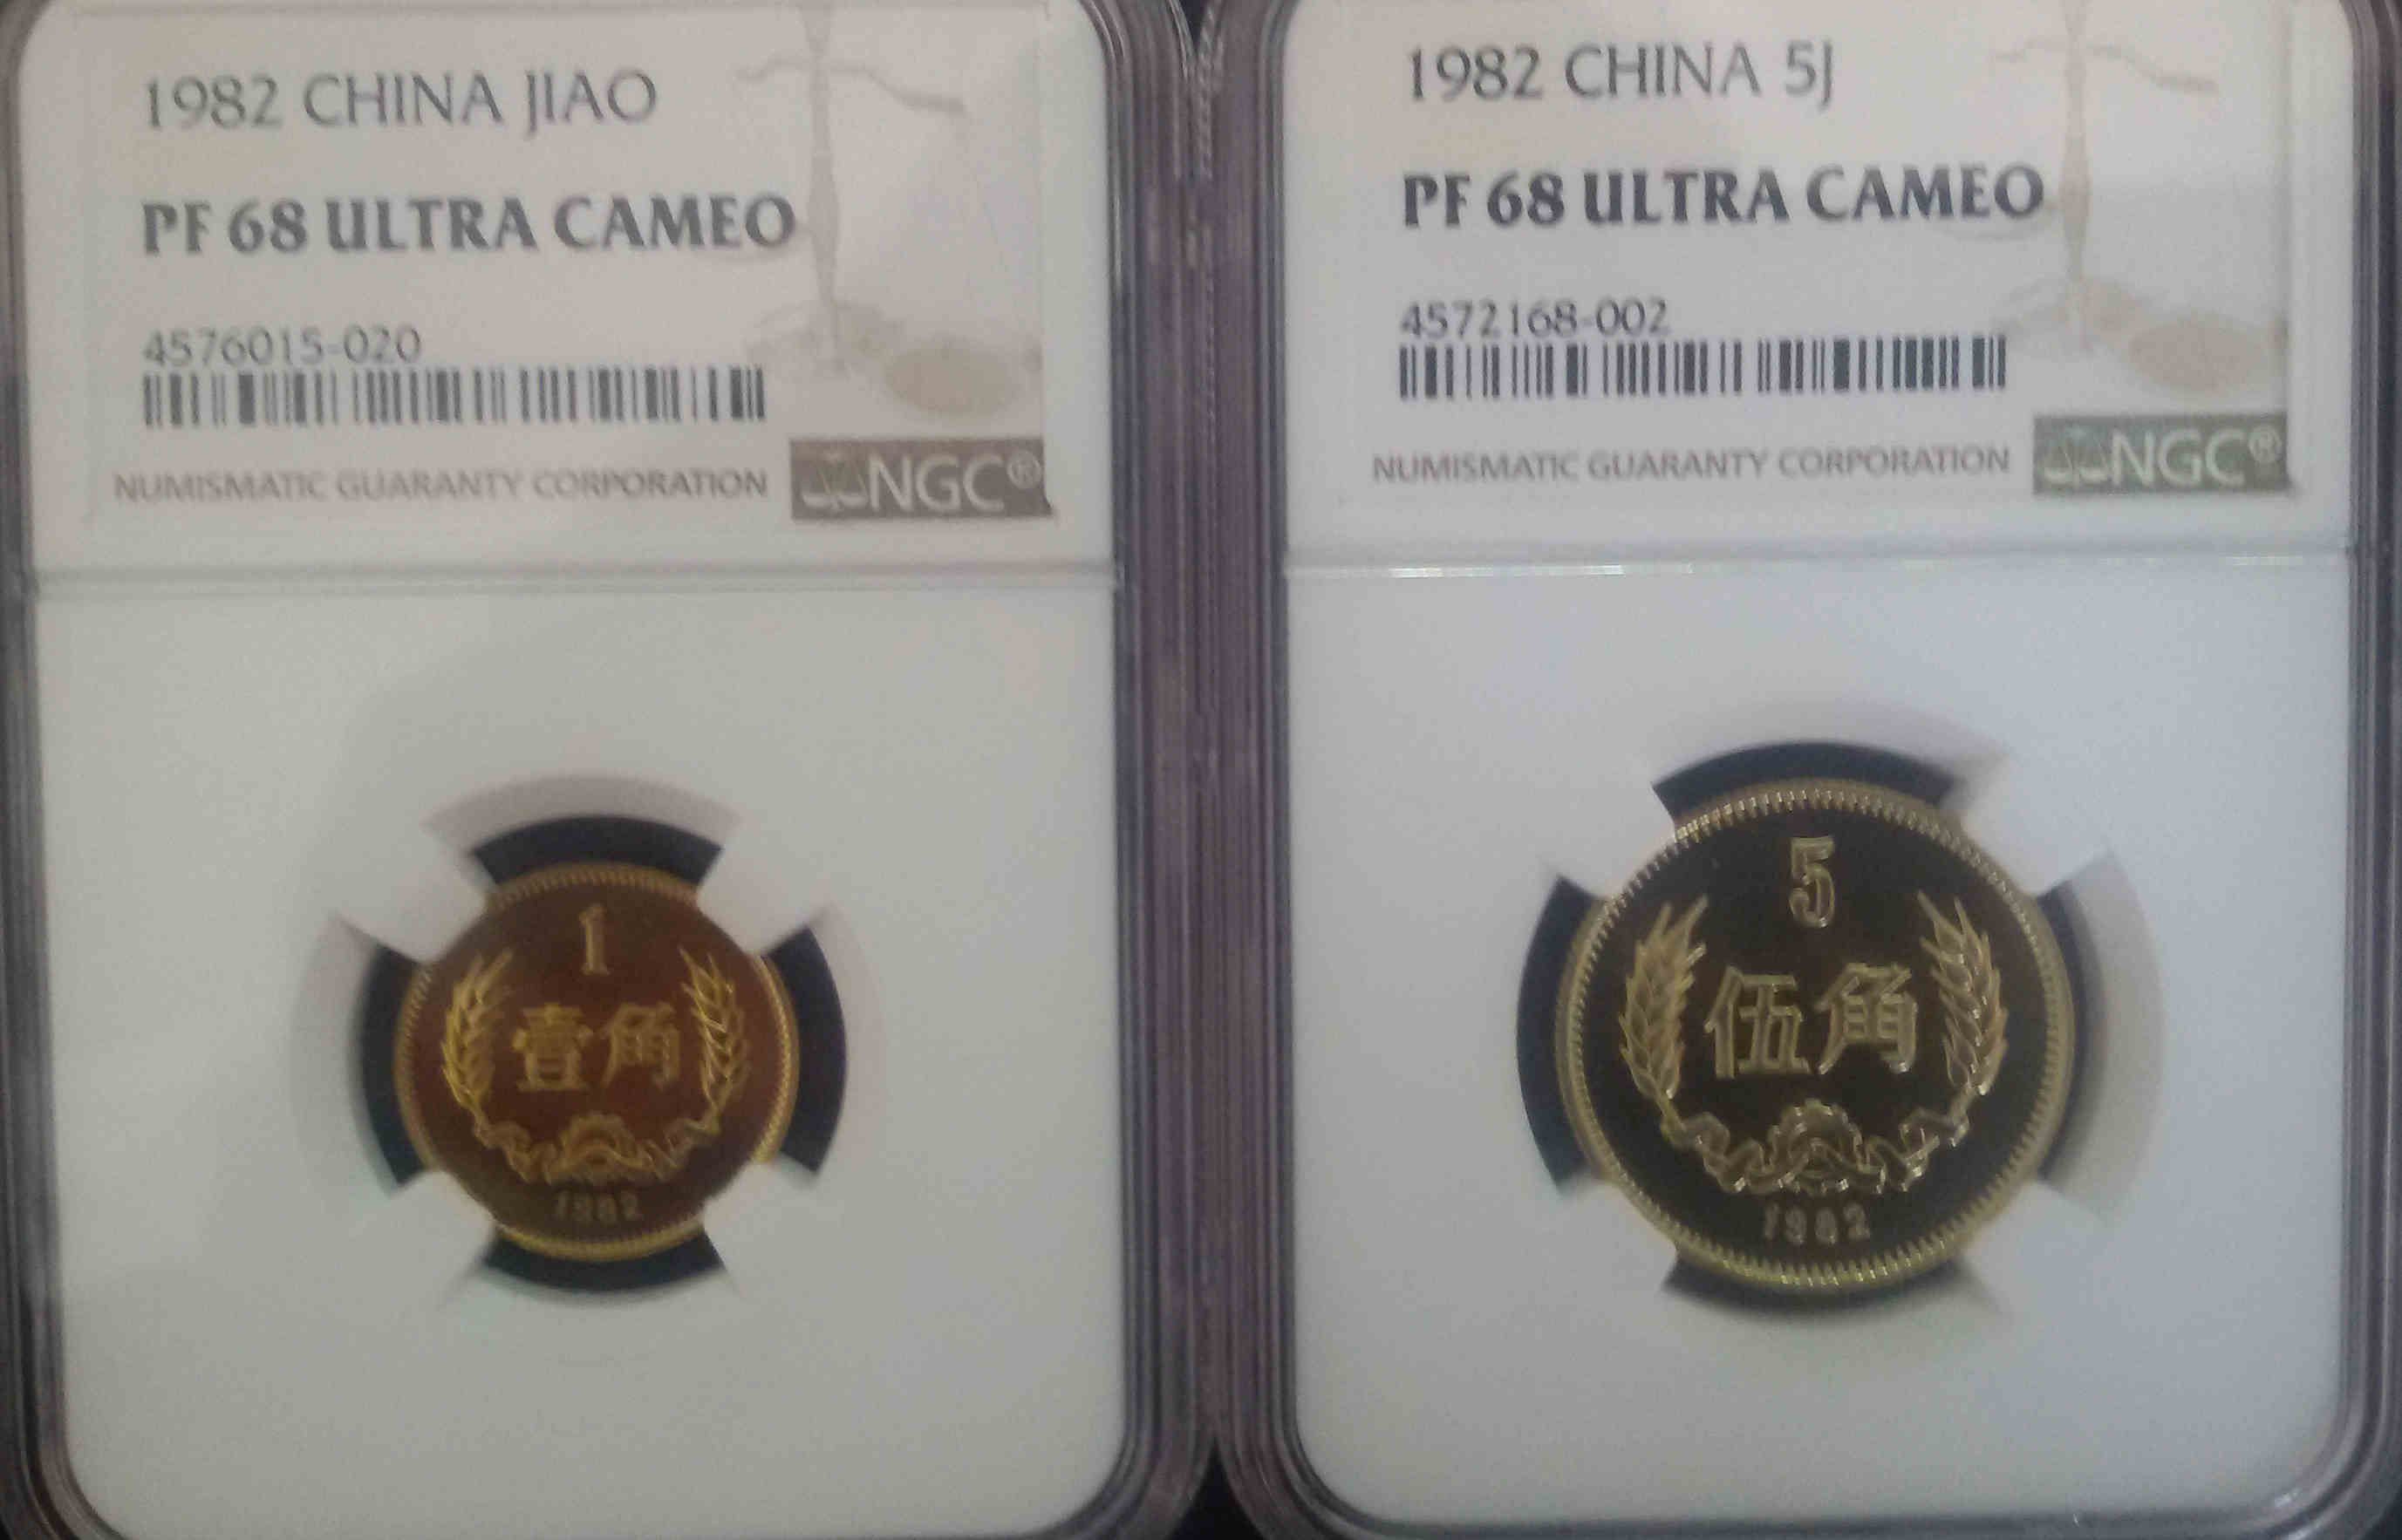 1982 CHINA JIAO
PF 68 ULTRA CAMEO
4576015-020
NUMISMATIC GUARANTY CORPORATION NGC®
1
壹角
1982
1982 CHINA 5J
PF 68 ULTRA CAMEO
4572168-002
NUMISMATIC GUARANTY CORPORATION NGC®
5
伍角
1982